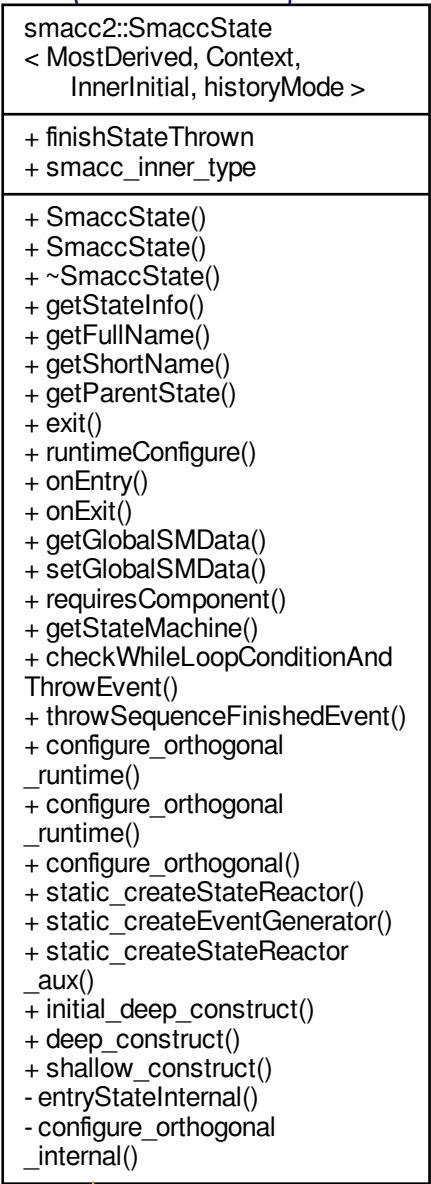 smacc2::SmaccState
< MostDerived, Context,
InnerInitial, historyMode >
+ finishStateThrown
+ smacc_inner_type
+ SmaccState()
+ SmaccState()
+ ~SmaccState()
+ getStateInfo()
+ getFullName()
+ getShortName()
+ getParentState()
+ exit()
+ runtimeConfigure()
+ onEntry()
+ onExit()
+ getGlobalSMData()
+ setGlobalSMData()
+ requiresComponent()
+ getStateMachine()
+ checkWhileLoopConditionAnd
ThrowEvent()
+ throwSequenceFinishedEvent()
+ configure_orthogonal
_runtime()
+ configure_orthogonal
_runtime()
+ configure_orthogonal()
+ static_createStateReactor()
+ static_createEventGenerator()
+ static_createStateReactor
_aux()
+ initial_deep_construct()
+ deep_construct()
+ shallow_construct()
- entryStateInternal()
- configure_orthogonal
_internal()